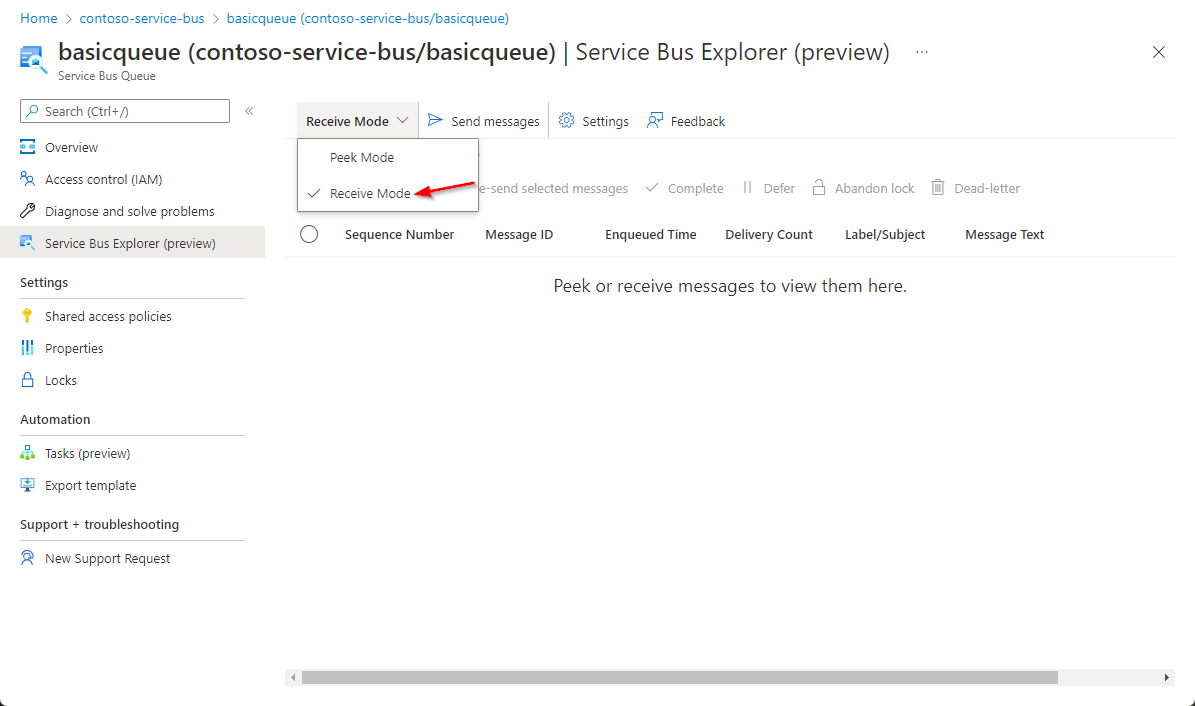 Home > contoso-service-bus > basicqueue (contoso-service-bus/basicqueue)
basicqueue (contoso-service-bus/basicqueue) | Service Bus Explorer (preview) ...
Service Bus Queue
Search (Ctrl+/) «
Overview
Access control (IAM)
Diagnose and solve problems
Service Bus Explorer (preview)
Settings
Shared access policies
Properties
Locks
Automation
Tasks (preview)
Export template
Support + troubleshooting
New Support Request
Receive Mode Send messages Settings Feedback
Peek Mode
Receive Mode
e-send selected messages Complete Defer Abandon lock Dead-letter
Sequence Number Message ID Enqueued Time Delivery Count Label/Subject Message Text
Peek or receive messages to view them here.